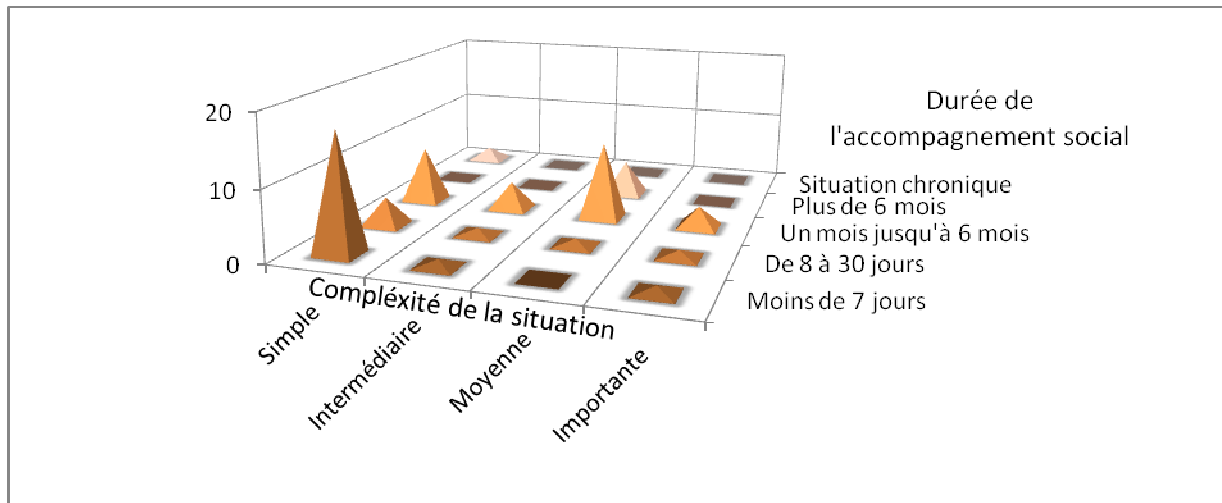 20
10
0
Durée de
l'accompagnement social
Situation chronique
Plus de 6 mois
Un mois jusqu'à 6 mois
De 8 à 30 jours
Moins de 7 jours
Compléxité de la situation
Simple
Intermédiaire
Moyenne
Importante